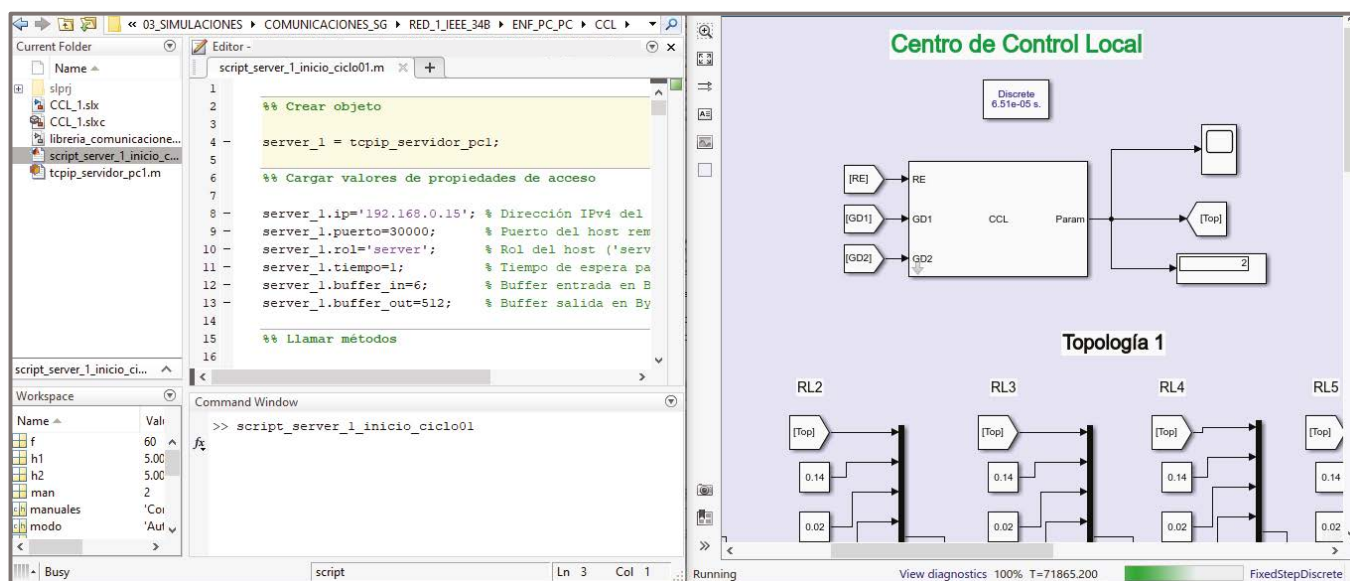 « 03_SIMULACIONES ▸ COMUNICACIONES_SG ▸ RED_1_IEEE_34B ▸ ENF_PC_PC ▸ CCL ▸
Current Folder
Name
slprj
CCL_1.slx
CCL_1.slxc
libreria_comunicacione...
script_server_1_inicio_c...
tcpip_servidor_pc1.m
script_server_1_inicio_ci...
Workspace
Name
f 60
h1 5.00
h2 5.00
man 2
manuales 'Co
modo 'Aut
Editor -
script_server_1_inicio_ciclo01.m
1
2 %% Crear objeto
3
4 – server_1 = tcpip_servidor_pc1;
5
6 %% Cargar valores de propiedades de acceso
7
8 – server_1.ip='192.168.0.15'; % Dirección IPv4 del
9 – server_1.puerto=30000; % Puerto del host rem
10 – server_1.rol='server'; % Rol del host ('serv
11 – server_1.tiempo=1; % Tiempo de espera pa
12 – server_1.buffer_in=6; % Buffer entrada en B
13 – server_1.buffer_out=512; % Buffer salida en By
14
15 %% Llamar métodos
16
Command Window
>> script_server_1_inicio_ciclo01
fx
Busy
script
Ln 3 Col 1
Centro de Control Local
Discrete
6.51e-05 s.
[RE] RE
[GD1] GD1 CCL Param [Top]
[GD2] GD2
2
Topología 1
RL2 RL3 RL4 RL5
[Top] [Top] [Top] [Top]
0.14 0.14 0.14 0.14
0.02 0.02 0.02 0.02
Running
View diagnostics 100% T=71865.200
FixedStepDiscrete